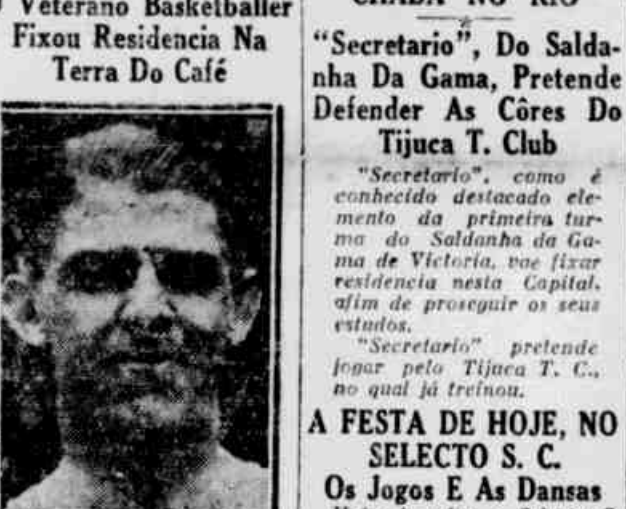 Veterano Basketballer
Fixou Residencia Na
Terra Do Café
NO RIO
"Secretario", Do Salda-
nha Da Gama, Pretende
Defender As Côres Do
Tijuca T. Club
"Secretario", como é
conhecido destacado ele-
mento da primeira tur-
ma do Saldanha da Ga-
ma de Victoria, vae fixar
residencia nesta Capital,
afim de proseguir os seus
estudos.
"Secretario" pretende
jogar pelo Tijuca T. C.,
no qual já treinou.
A FESTA DE HOJE, NO
SELECTO S. C.
Os Jogos E As Dansas